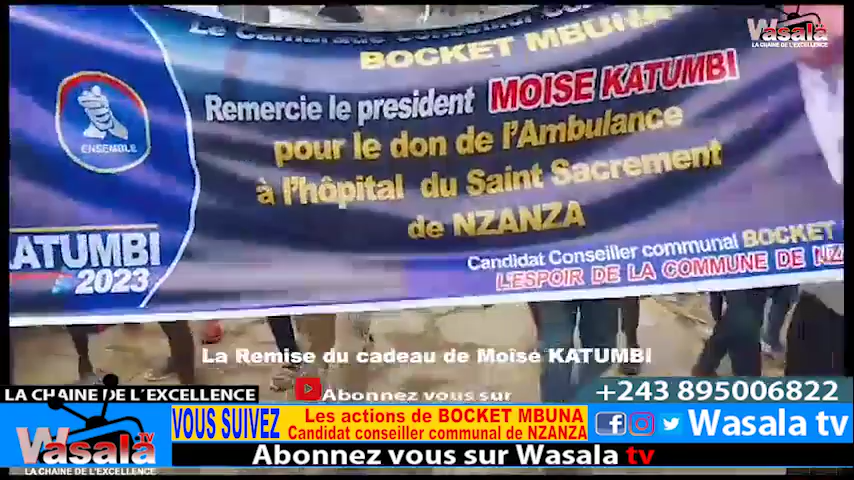 Wasala
LA CHAINE DE L'EXCELLENCE
BOCKET MBUNA
Remercie le president MOISE KATUMBI
pour le don de l'Ambulance
à l'hôpital du Saint Sacrement
de NZANZA
ENSEMBLE
ATUMBI
2023
Candidat Conseiller communal BOCKET
L'ESPOIR DE LA COMMUNE DE
La Remise du cadeau de Moîse KATUMBI
LA CHAINE DE L'EXCELLENCE
Abonnez vous sur
+243 895006822
Wasala TV
LA CHAINE DE L'EXCELLENCE
VOUS SUIVEZ
Les actions de BOCKET MBUNA
Candidat conseiller communal de NZANZA
Wasala tv
Abonnez vous sur Wasala tv